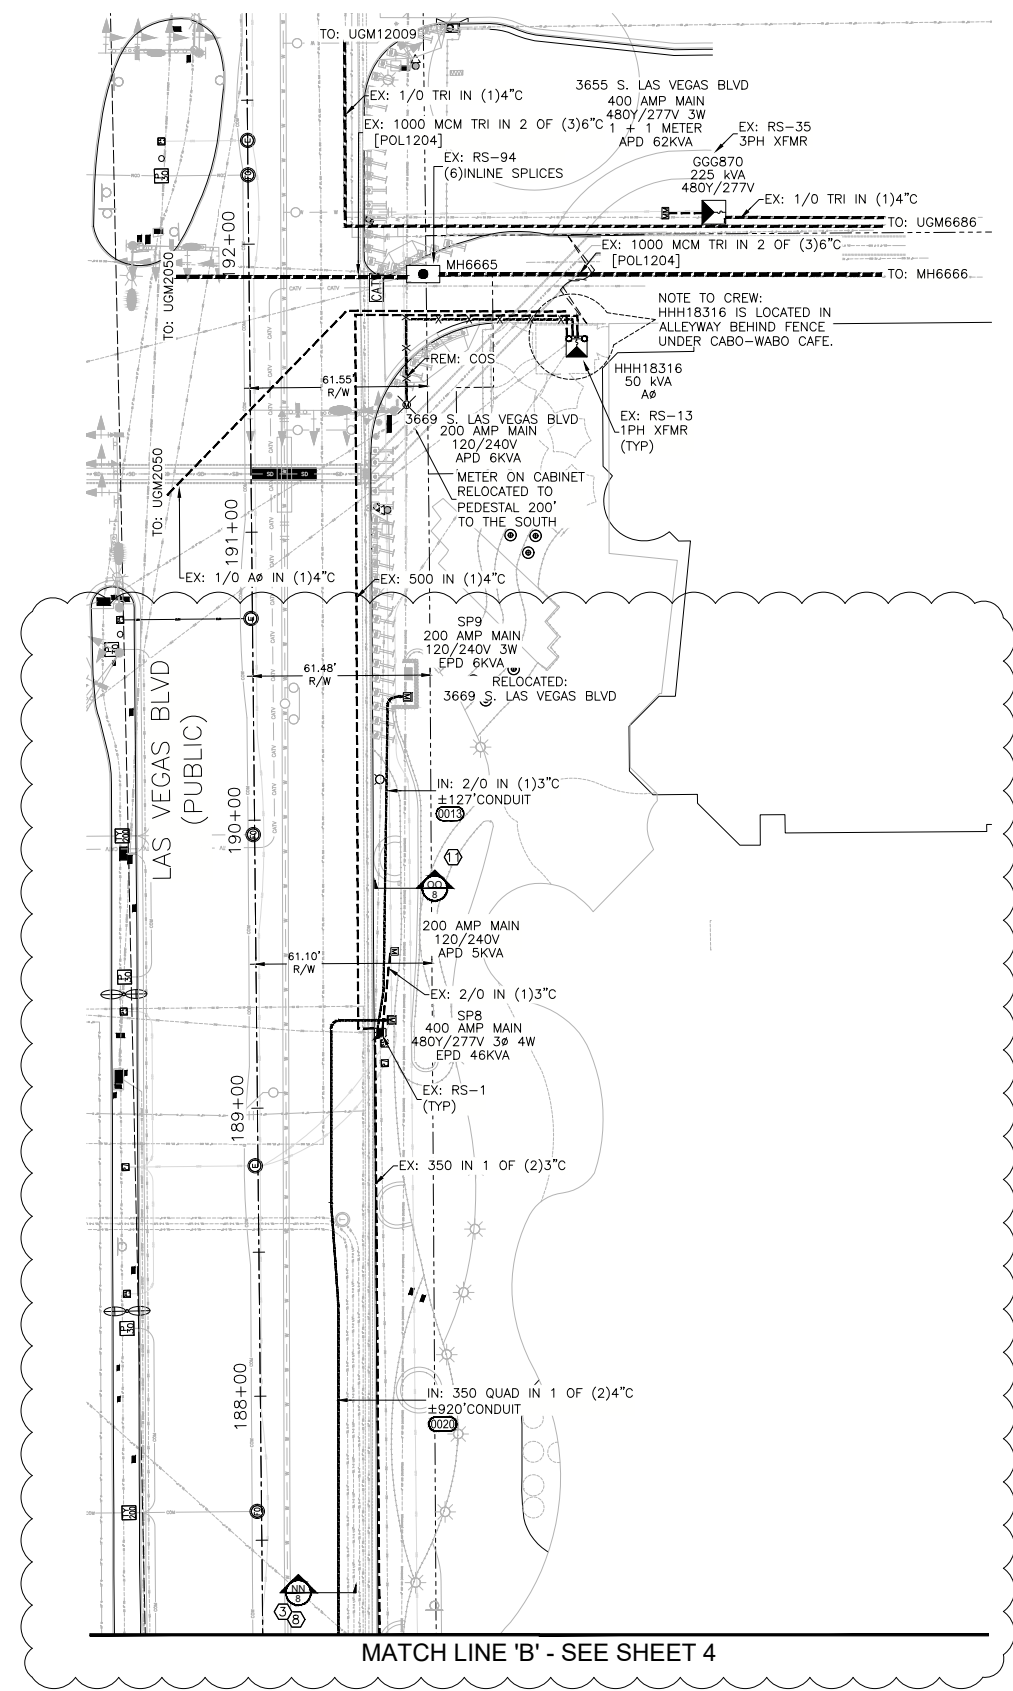 TO: UGM12009
3655 S. LAS VEGAS BLVD
400 AMP MAIN
480Y/277V 3W
1 + 1 METER
APD 62KVA
EX: 1/0 TRI IN (1)4"C
EX: 1000 MCM TRI IN 2 OF (3)6"C
[POL1204]
EX: RS-35
3PH XFMR
EX: RS-94
(6)INLINE SPLICES
GGG870
225 kVA
480Y/277V
EX: 1/0 TRI IN (1)4"C
TO: UGM6686
192+00
EX: 1000 MCM TRI IN 2 OF (3)6"C
[POL1204]
MH6665
TO: MH6666
TO: UGM2050
CATV
NOTE TO CREW:
HHH18316 IS LOCATED IN
ALLEYWAY BEHIND FENCE
UNDER CABO-WABO CAFE.
REM: COS
61.55'
R/W
HHH18316
50 kVA
AØ
EX: RS-13
1PH XFMR
(TYP)
3669 S. LAS VEGAS BLVD
200 AMP MAIN
120/240V
APD 6KVA
METER ON CABINET
RELOCATED TO
PEDESTAL 200'
TO THE SOUTH
SD SD
TO: UGM2050
191+00
EX: 1/0 AØ IN (1)4"C
EX: 500 IN (1)4"C
SP9
200 AMP MAIN
120/240V 3W
EPD 6KVA
RELOCATED:
3669 S. LAS VEGAS BLVD
61.48'
R/W
LAS VEGAS BLVD
(PUBLIC)
IN: 2/0 IN (1)3"C
±127'CONDUIT
0013
190+00
11
OO
8
200 AMP MAIN
120/240V
APD 5KVA
61.10'
R/W
EX: 2/0 IN (1)3"C
SP8
400 AMP MAIN
480Y/277V 3Ø 4W
EPD 46KVA
EX: RS-1
(TYP)
189+00
EX: 350 IN 1 OF (2)3"C
188+00
IN: 350 QUAD IN 1 OF (2)4"C
±920'CONDUIT
0020
NN
8
3
8
MATCH LINE 'B' - SEE SHEET 4